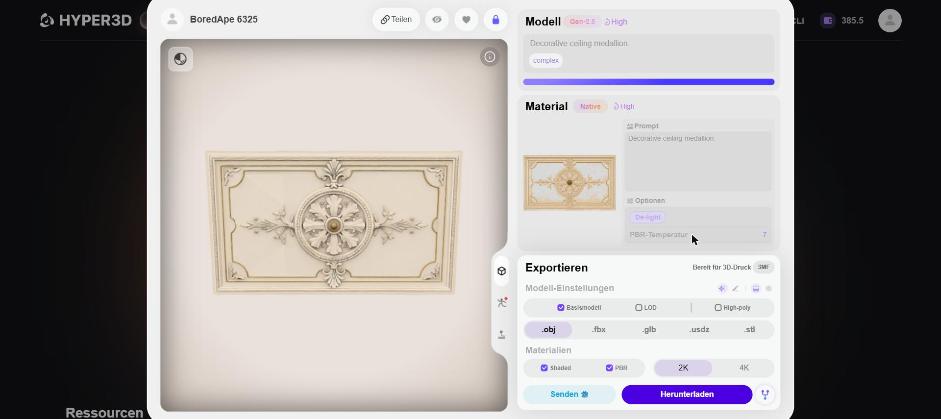 HYPER3D
BoredApe 6325
Teilen
CLI
385.5
Modell
Gen-2.5
High
Decorative ceiling medallion.
complex
Material
Native
High
Prompt
Decorative ceiling medallion.
Optionen
De-light
PBR-Temperatur
7
Exportieren
Bereit für 3D-Druck
3MF
Modell-Einstellungen
Basismodell
LOD
High-poly
.obj
.fbx
.glb
.usdz
.stl
Materialien
Shaded
PBR
2K
4K
Senden
Herunterladen
Ressourcen